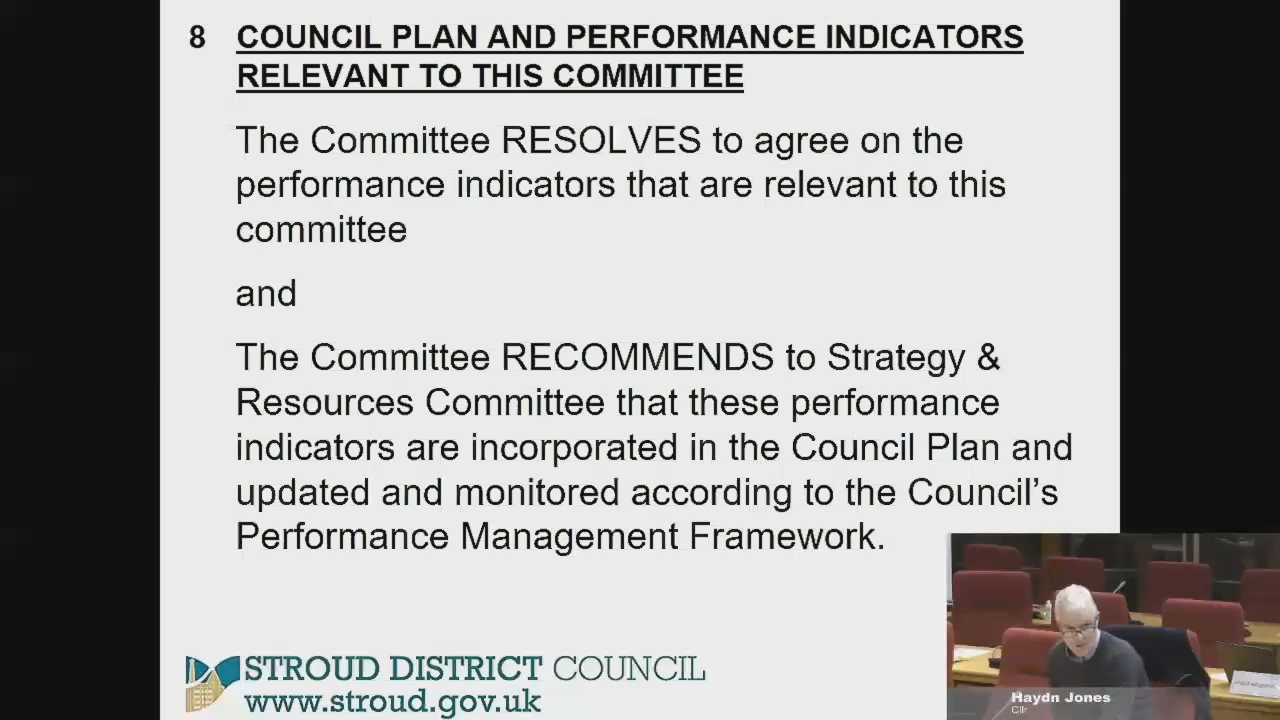 8 COUNCIL PLAN AND PERFORMANCE INDICATORS
RELEVANT TO THIS COMMITTEE
The Committee RESOLVES to agree on the
performance indicators that are relevant to this
committee
and
The Committee RECOMMENDS to Strategy &
Resources Committee that these performance
indicators are incorporated in the Council Plan and
updated and monitored according to the Council’s
Performance Management Framework.
STROUD DISTRICT COUNCIL
www.stroud.gov.uk
Haydn Jones
Cllr